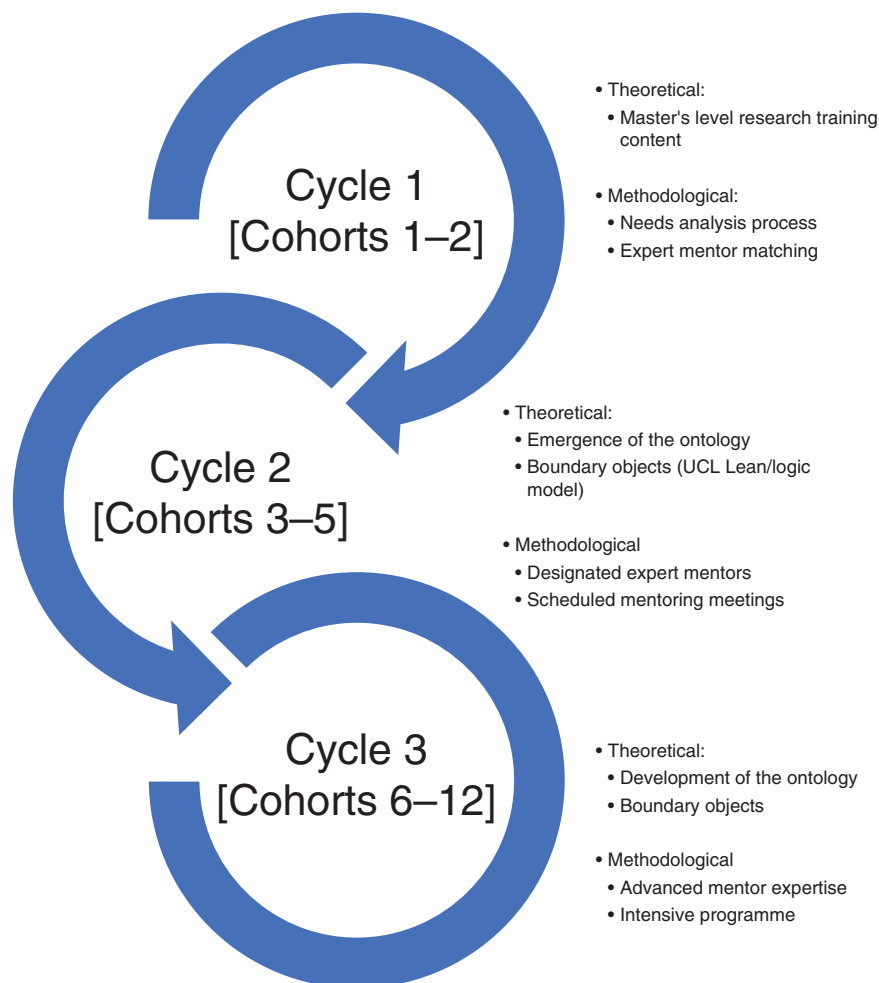 Cycle 1
[Cohorts 1–2]
• Theoretical:
• Master's level research training
content
• Methodological:
• Needs analysis process
• Expert mentor matching
Cycle 2
[Cohorts 3–5]
• Theoretical:
• Emergence of the ontology
• Boundary objects (UCL Lean/logic
model)
• Methodological
• Designated expert mentors
• Scheduled mentoring meetings
Cycle 3
[Cohorts 6–12]
• Theoretical:
• Development of the ontology
• Boundary objects
• Methodological
• Advanced mentor expertise
• Intensive programme